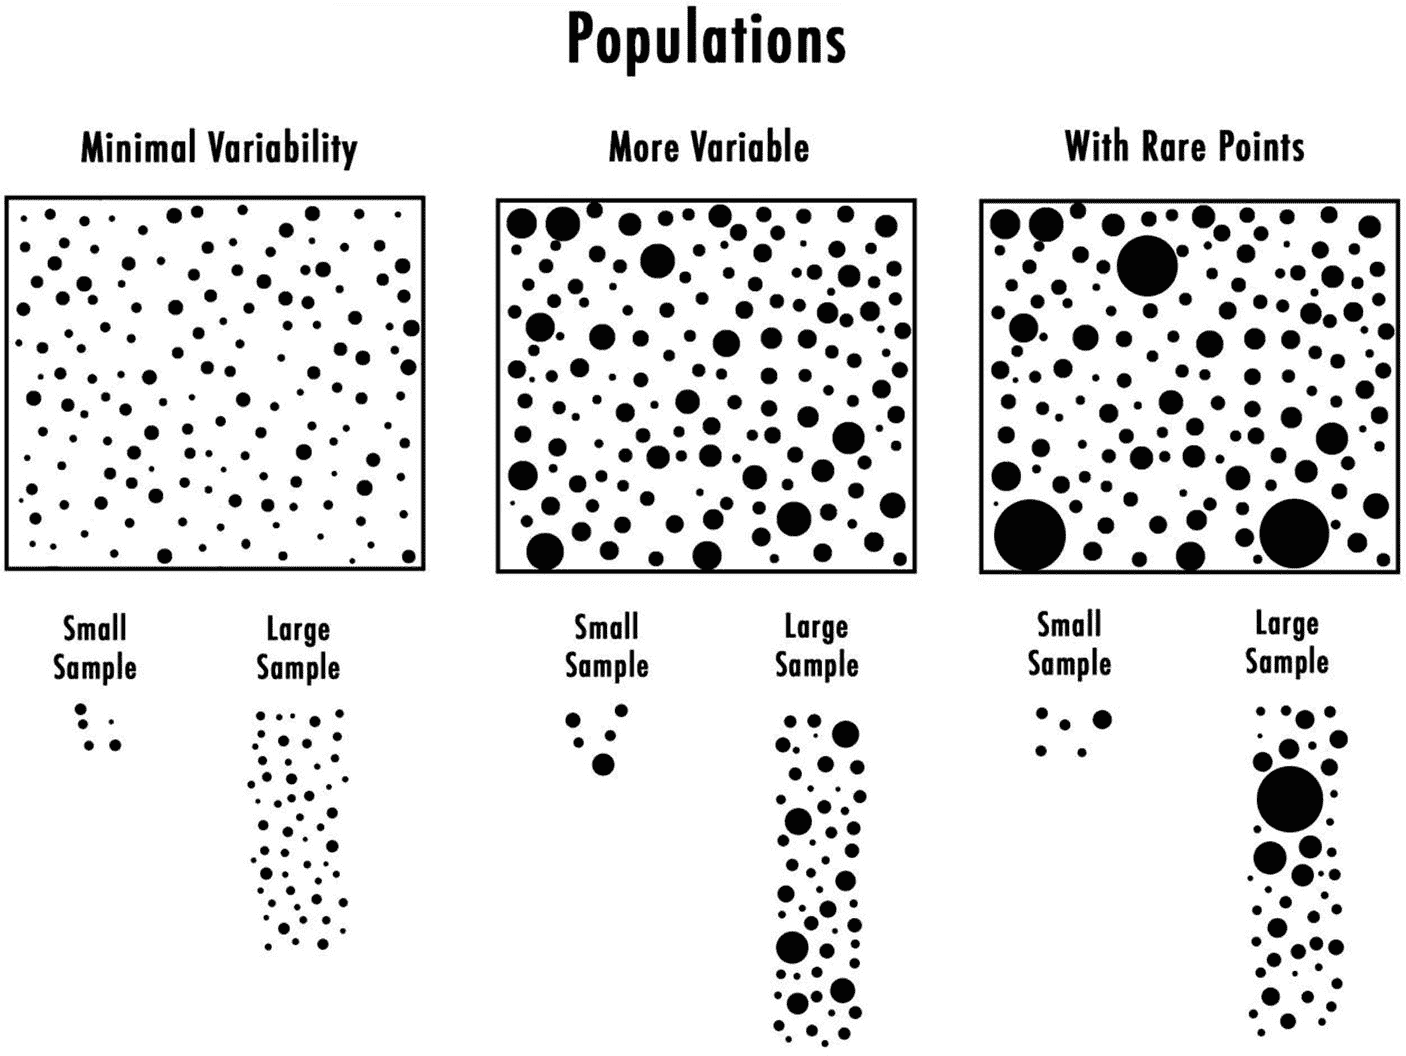 Populations
Minimal Variability
More Variable
With Rare Points
Small
Sample
Large
Sample
Small
Sample
Large
Sample
Small
Sample
Large
Sample